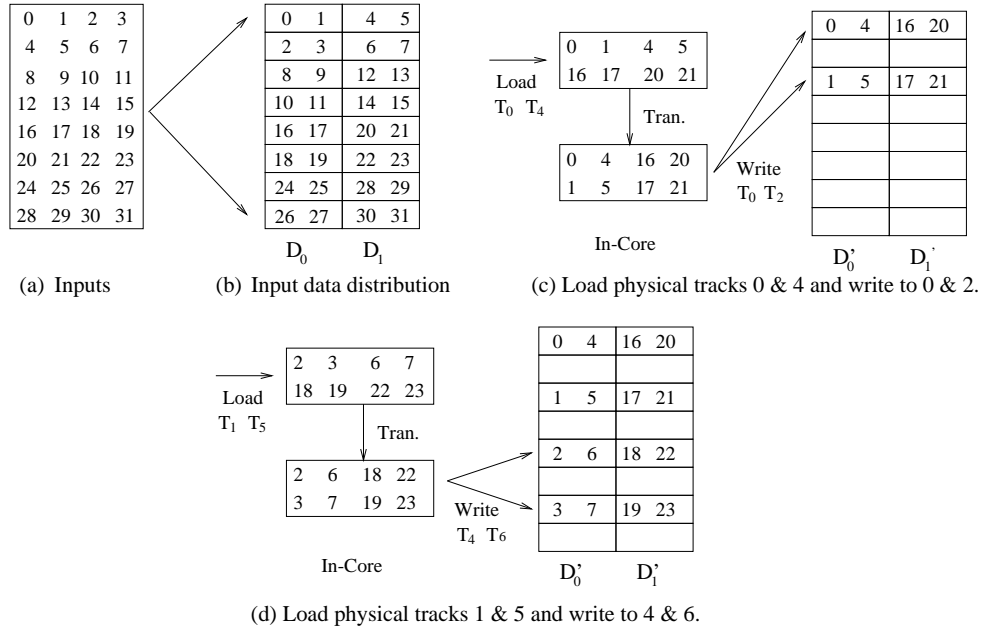 0 1 2 3
4 5 6 7
8 9 10 11
12 13 14 15
16 17 18 19
20 21 22 23
24 25 26 27
28 29 30 31
(a) Inputs
0 1 4 5
2 3 6 7
8 9 12 13
10 11 14 15
16 17 20 21
18 19 22 23
24 25 28 29
26 27 30 31
D0 D1
(b) Input data distribution
Load
T0 T4
0 1 4 5
16 17 20 21
Tran.
0 4 16 20
1 5 17 21
In-Core
Write
T0 T2
0 4 16 20
1 5 17 21
D0' D1'
(c) Load physical tracks 0 & 4 and write to 0 & 2.
Load
T1 T5
2 3 6 7
18 19 22 23
Tran.
2 6 18 22
3 7 19 23
In-Core
Write
T4 T6
0 4 16 20
1 5 17 21
2 6 18 22
3 7 19 23
D0' D1'
(d) Load physical tracks 1 & 5 and write to 4 & 6.